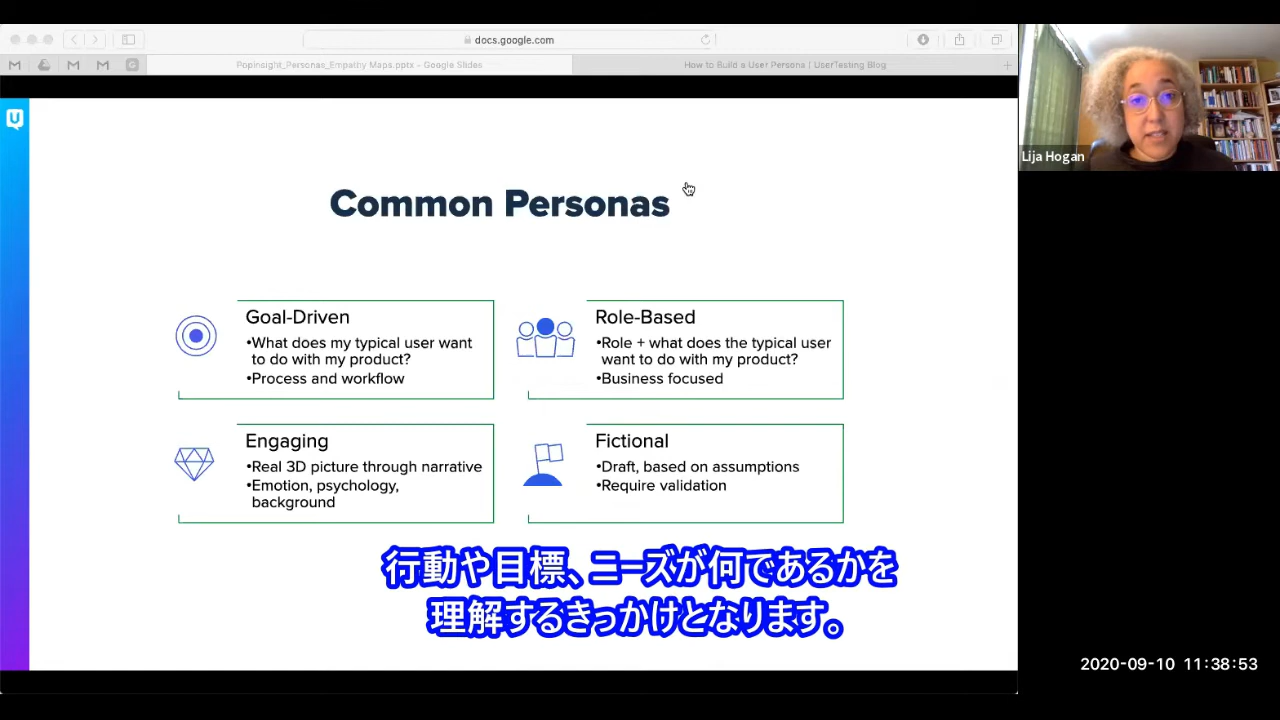 docs.google.com
Popinsight_Personas_Empathy Maps.pptx – Google Slides
How to Build a User Persona | UserTesting Blog
Lija Hogan
Common Personas
Goal-Driven
•What does my typical user want
to do with my product?
•Process and workflow
Role-Based
•Role + what does the typical user
want to do with my product?
•Business focused
Engaging
•Real 3D picture through narrative
•Emotion, psychology,
background
Fictional
•Draft, based on assumptions
•Require validation
行動や目標、ニーズが何であるかを
理解するきっかけとなります。
2020-09-10 11:38:53